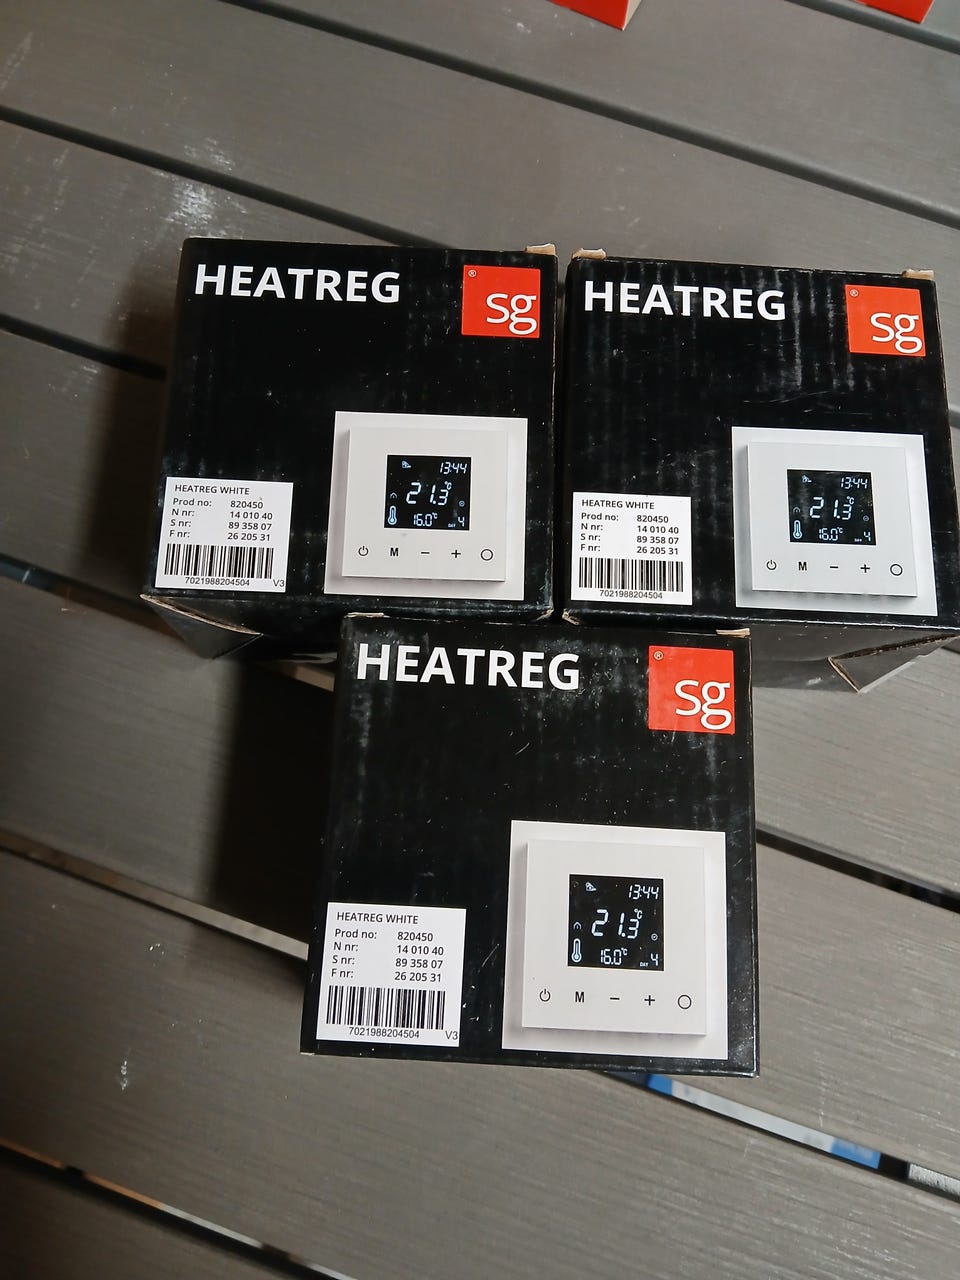 HEATREG
® sg
13:44
21.3°C
16.0°C DAY 4
M − +
HEATREG WHITE
Prod no: 820450
N nr: 14 010 40
S nr: 89 358 07
F nr: 26 205 31
7021988204504 V3
HEATREG
® sg
13:44
21.3°C
16.0°C DAY 4
M − +
HEATREG WHITE
Prod no: 820450
N nr: 14 010 40
S nr: 89 358 07
F nr: 26 205 31
7021988204504
HEATREG
® sg
13:44
21.3°C
16.0°C DAY 4
M − +
HEATREG WHITE
Prod no: 820450
N nr: 14 010 40
S nr: 89 358 07
F nr: 26 205 31
7021988204504 V3